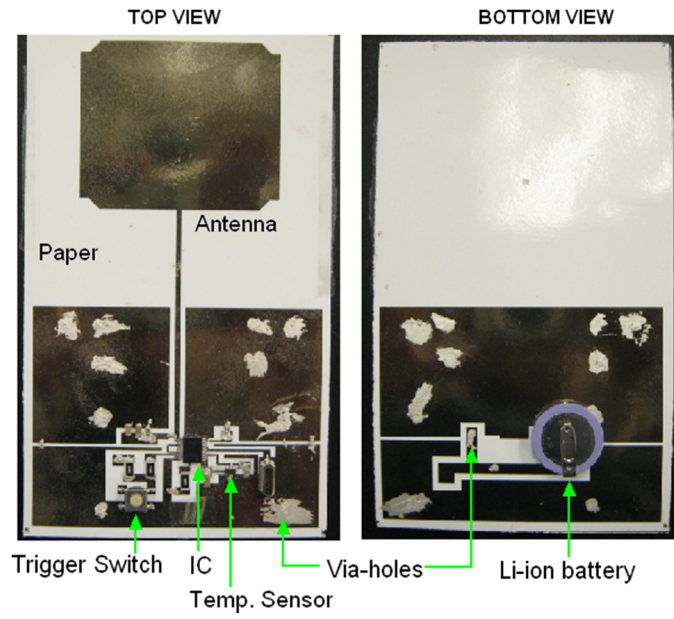 TOP VIEW
BOTTOM VIEW
Antenna
Paper
Trigger Switch
IC
Via-holes
Li-ion battery
Temp. Sensor